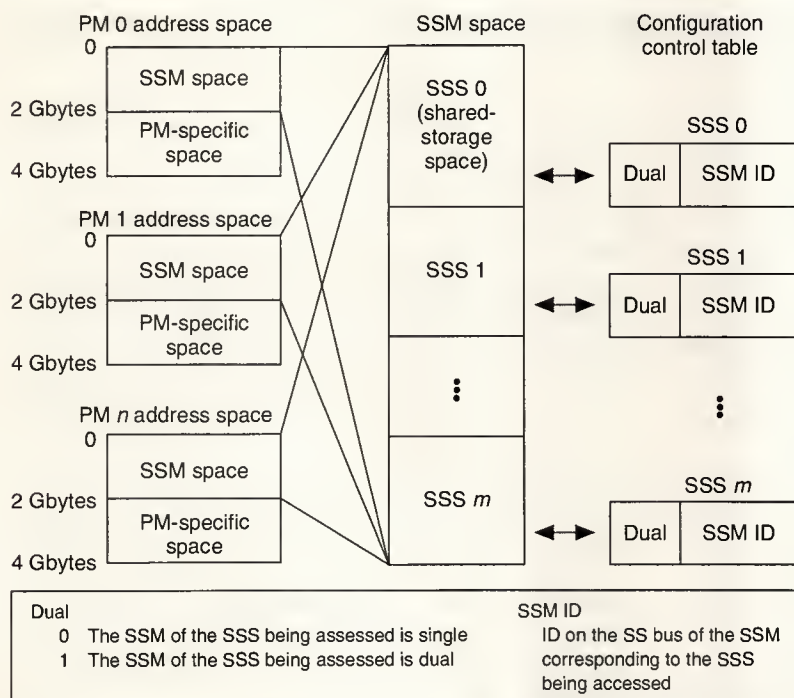 PM 0 address space
0
SSM space
2 Gbytes
PM-specific
space
4 Gbytes
PM 1 address space
0
SSM space
2 Gbytes
PM-specific
space
4 Gbytes
PM n address space
0
SSM space
2 Gbytes
PM-specific
space
4 Gbytes
SSM space
SSS 0
(shared-
storage
space)
SSS 1
SSS m
Configuration
control table
SSS 0
Dual
SSM ID
SSS 1
Dual
SSM ID
SSS m
Dual
SSM ID
Dual
0 The SSM of the SSS being assessed is single
1 The SSM of the SSS being assessed is dual
SSM ID
ID on the SS bus of the SSM
corresponding to the SSS
being accessed